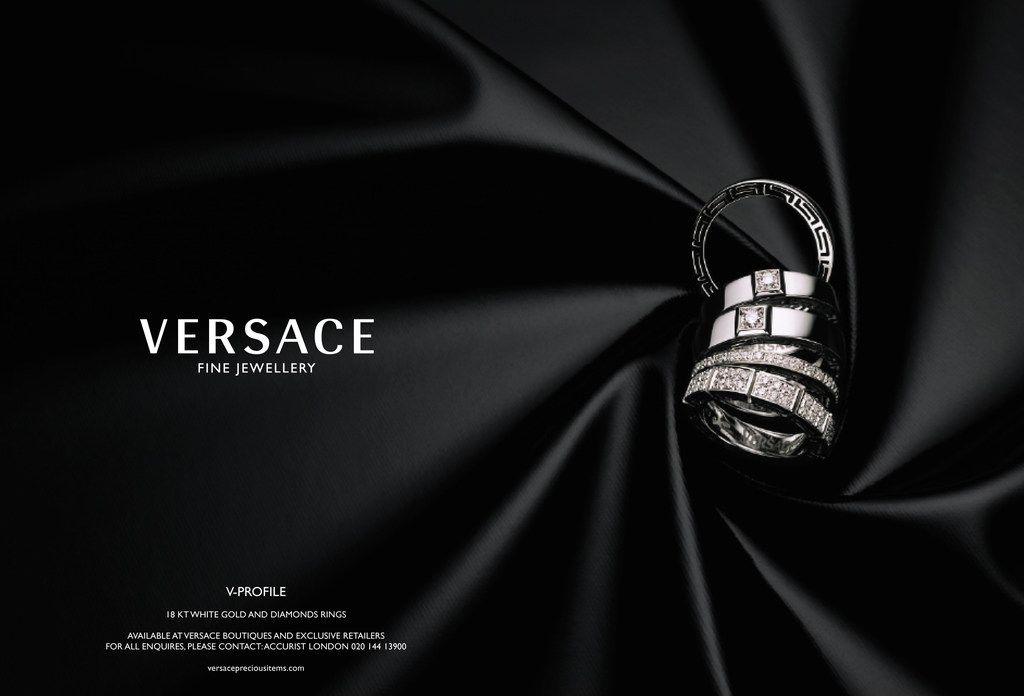 VERSACE
FINE JEWELLERY
V-PROFILE
18 KT WHITE GOLD AND DIAMONDS RINGS
AVAILABLE AT VERSACE BOUTIQUES AND EXCLUSIVE RETAILERS
FOR ALL ENQUIRES, PLEASE CONTACT: ACCURIST LONDON 020 144 13900
versacepreciousitems.com